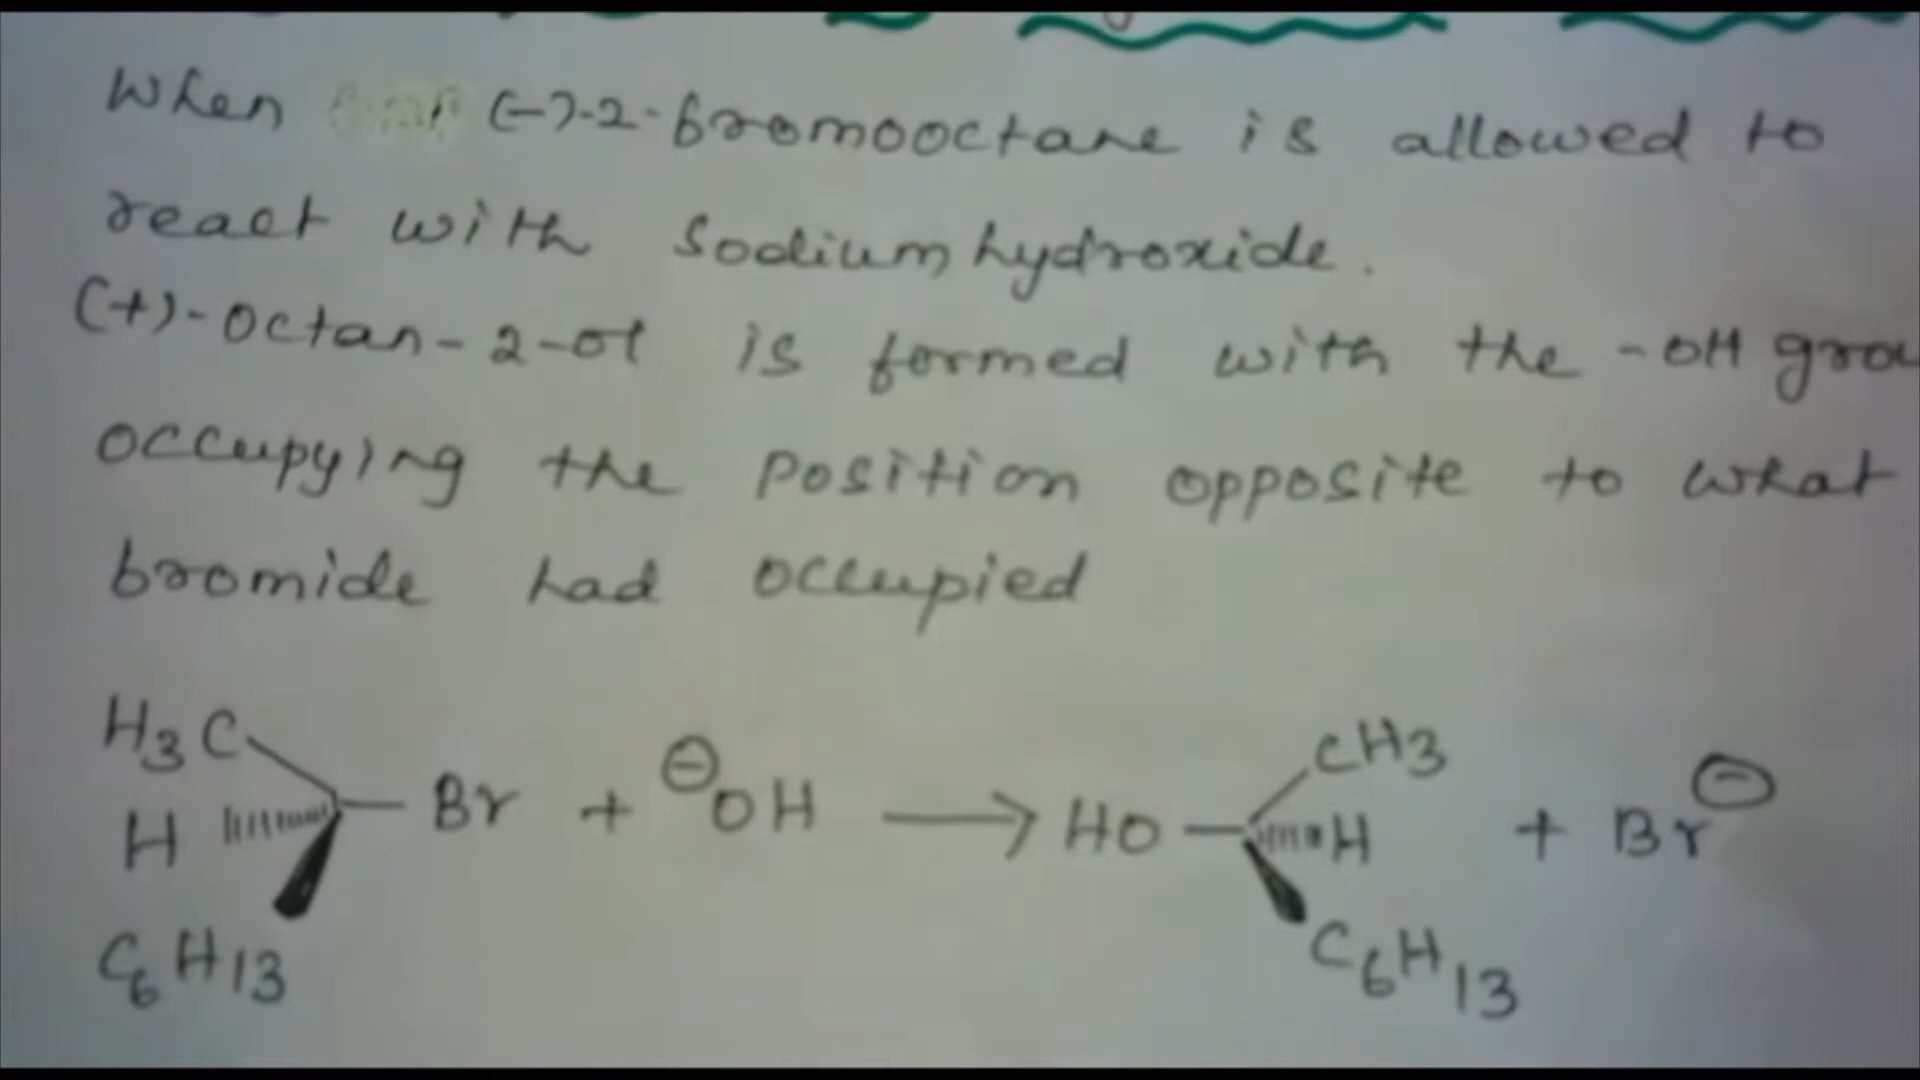 When (-)-2-bromooctane is allowed to
react with sodium hydroxide.
(+)-octan-2-ol is formed with the -OH grou
occupying the position opposite to what
bromide had occupied
H3C
H Br + ⊖OH → HO H + Br⊖
CH3
C6H13
C6H13